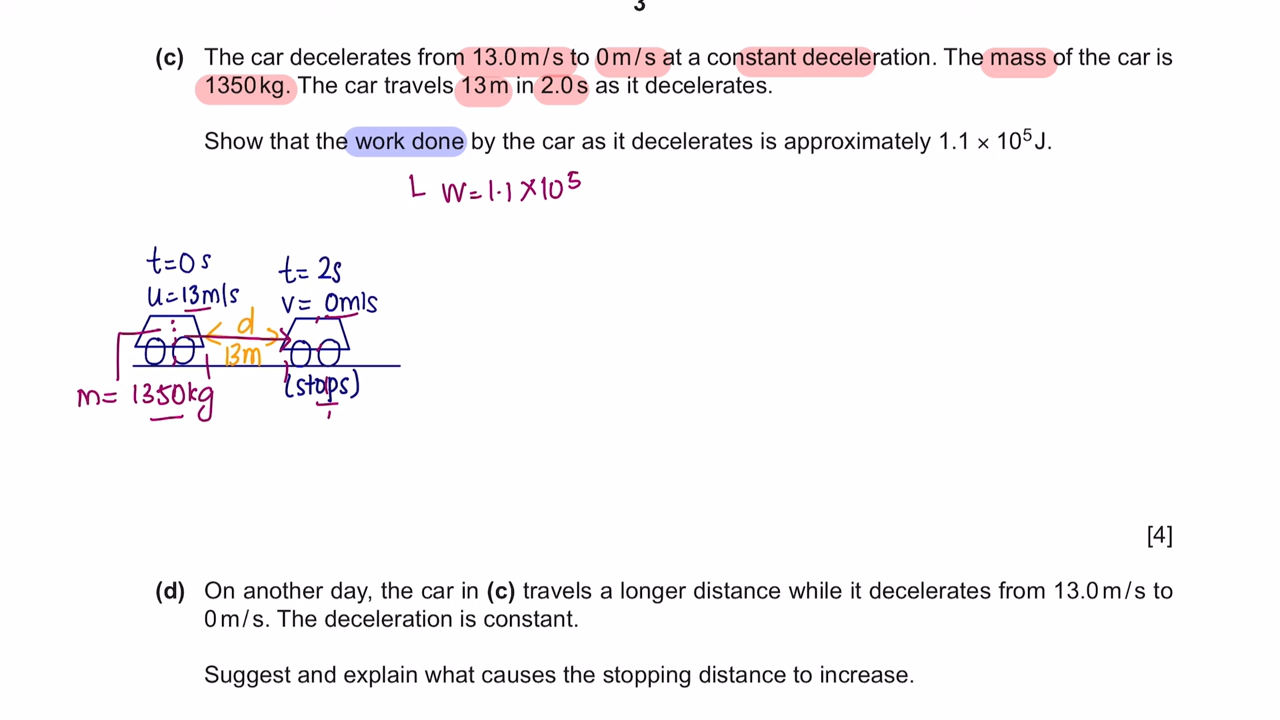 3
(c) The car decelerates from 13.0 m/s to 0 m/s at a constant deceleration. The mass of the car is
1350 kg. The car travels 13 m in 2.0 s as it decelerates.
Show that the work done by the car as it decelerates is approximately 1.1 × 10⁵ J.
L W=1.1×10⁵
t=0s
u=13m/s
t=2s
v=0m/s
d
13m
m=1350kg
(stops)
[4]
(d) On another day, the car in (c) travels a longer distance while it decelerates from 13.0 m/s to
0 m/s. The deceleration is constant.
Suggest and explain what causes the stopping distance to increase.